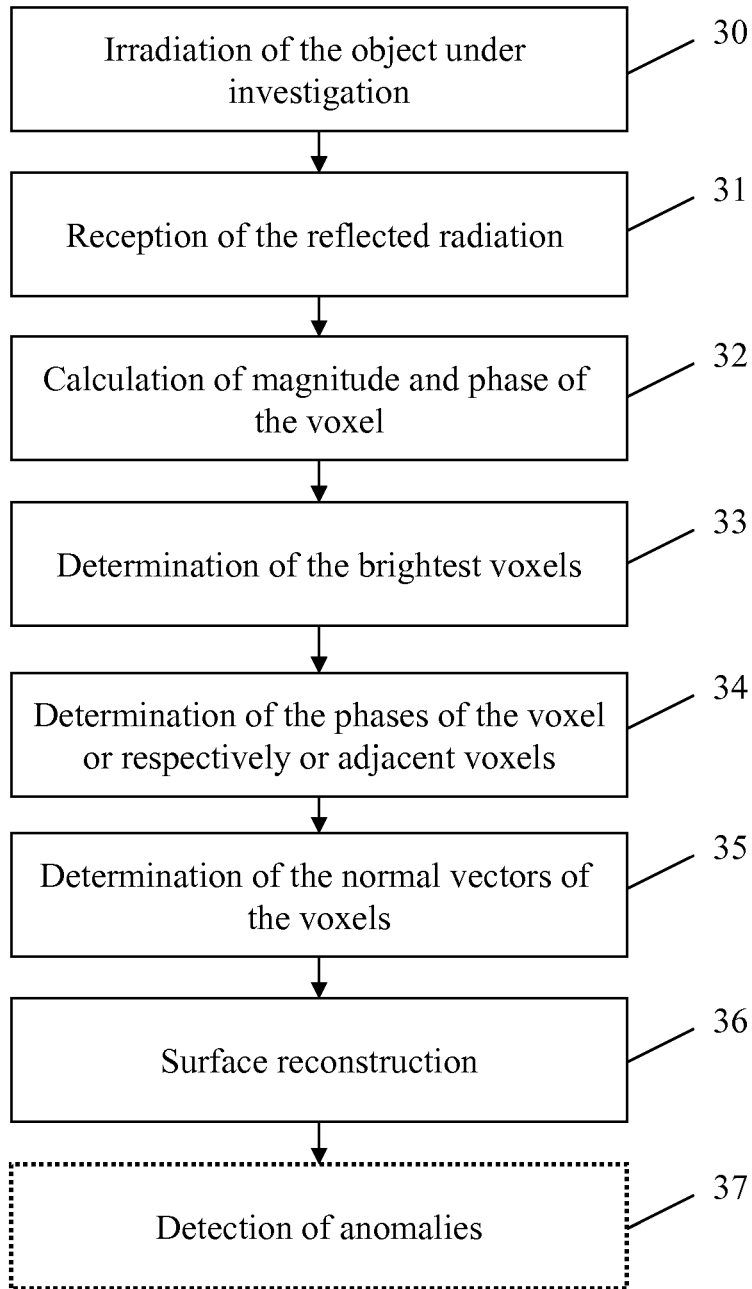 Irradiation of the object under
investigation
30
Reception of the reflected radiation
31
Calculation of magnitude and phase of
the voxel
32
Determination of the brightest voxels
33
Determination of the phases of the voxel
or respectively or adjacent voxels
34
Determination of the normal vectors of
the voxels
35
Surface reconstruction
36
Detection of anomalies
37